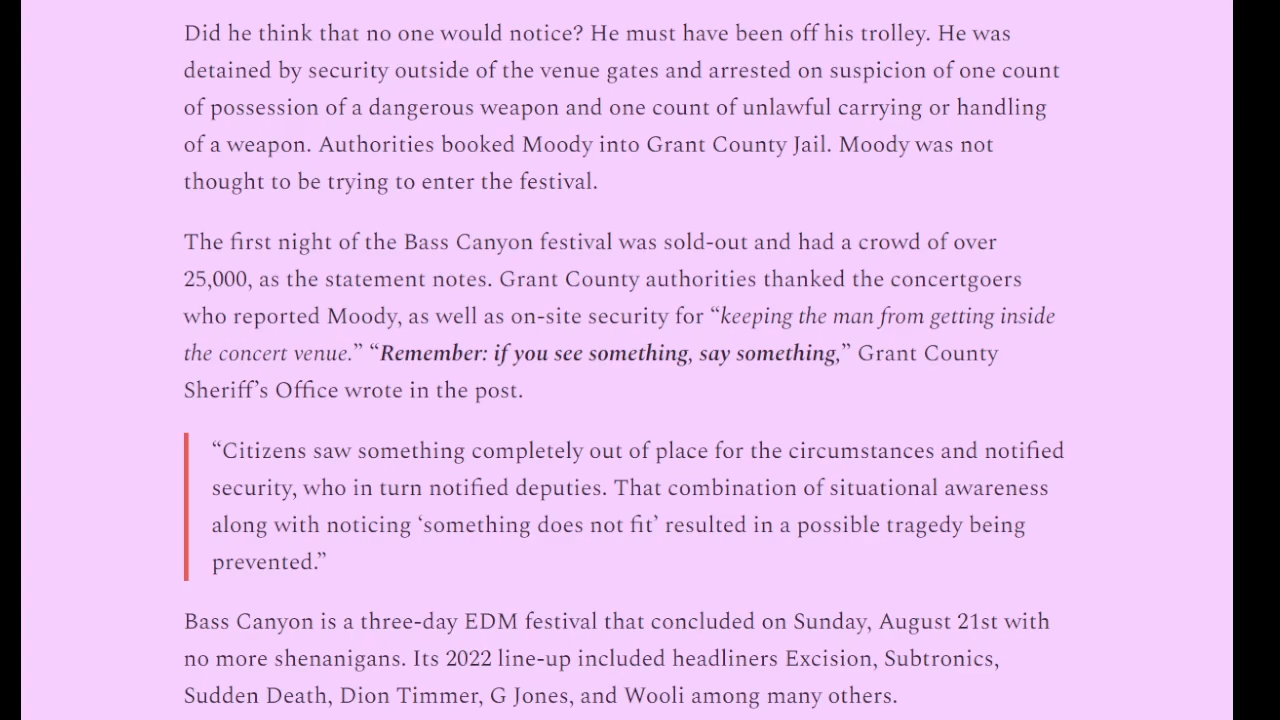 Did he think that no one would notice? He must have been off his trolley. He was
detained by security outside of the venue gates and arrested on suspicion of one count
of possession of a dangerous weapon and one count of unlawful carrying or handling
of a weapon. Authorities booked Moody into Grant County Jail. Moody was not
thought to be trying to enter the festival.
The first night of the Bass Canyon festival was sold-out and had a crowd of over
25,000, as the statement notes. Grant County authorities thanked the concertgoers
who reported Moody, as well as on-site security for “keeping the man from getting inside
the concert venue.” “Remember: if you see something, say something,” Grant County
Sheriff’s Office wrote in the post.
“Citizens saw something completely out of place for the circumstances and notified
security, who in turn notified deputies. That combination of situational awareness
along with noticing ‘something does not fit’ resulted in a possible tragedy being
prevented.”
Bass Canyon is a three-day EDM festival that concluded on Sunday, August 21st with
no more shenanigans. Its 2022 line-up included headliners Excision, Subtronics,
Sudden Death, Dion Timmer, G Jones, and Wooli among many others.